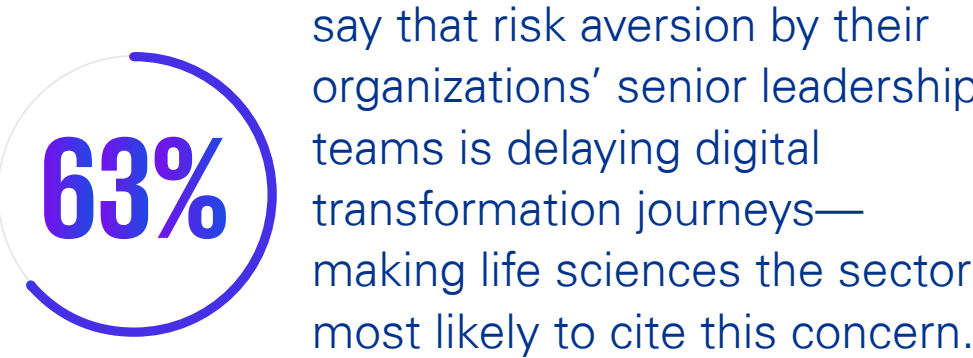 63%
say that risk aversion by their
organizations’ senior leadership
teams is delaying digital
transformation journeys—
making life sciences the sector
most likely to cite this concern.